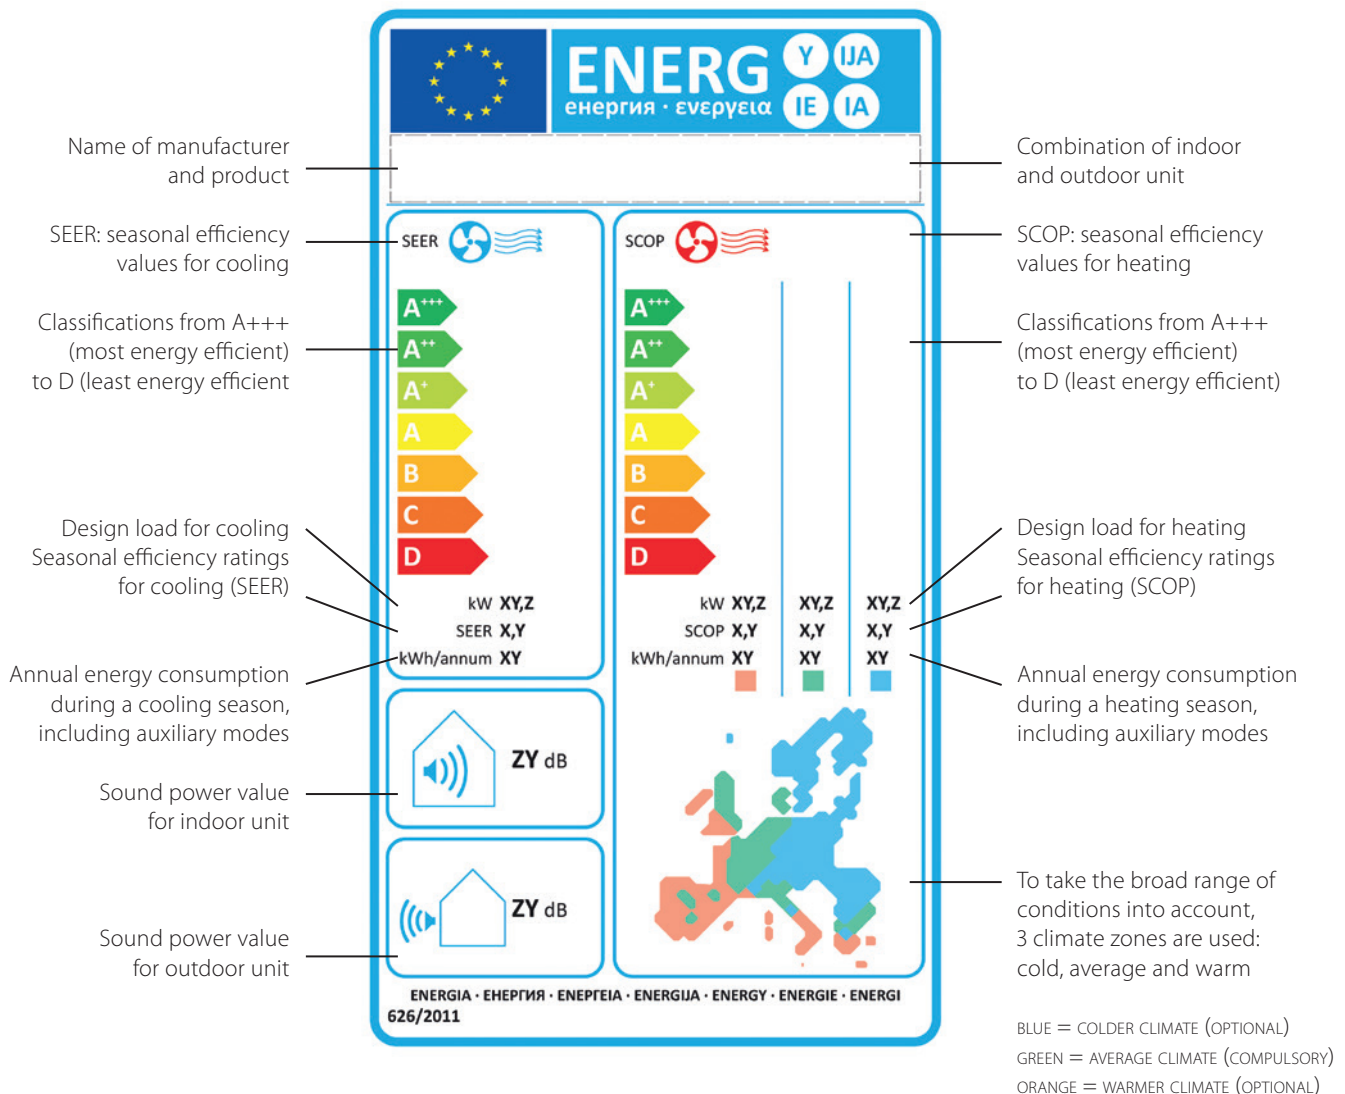 ENERG
енергия · ενεργεια
Y
IJA
IE
IA
Name of manufacturer
and product
Combination of indoor
and outdoor unit
SEER: seasonal efficiency
values for cooling
SEER
SCOP
SCOP: seasonal efficiency
values for heating
Classifications from A+++
(most energy efficient)
to D (least energy efficient
A+++
A++
A+
A
B
C
D
A+++
A++
A+
A
B
C
D
Classifications from A+++
(most energy efficient)
to D (least energy efficient)
Design load for cooling
Seasonal efficiency ratings
for cooling (SEER)
kW XY,Z
SEER X,Y
kWh/annum XY
kW XY,Z XY,Z XY,Z
SCOP X,Y X,Y X,Y
kWh/annum XY XY XY
Design load for heating
Seasonal efficiency ratings
for heating (SCOP)
Annual energy consumption
during a cooling season,
including auxiliary modes
Annual energy consumption
during a heating season,
including auxiliary modes
ZY dB
Sound power value
for indoor unit
ZY dB
Sound power value
for outdoor unit
To take the broad range of
conditions into account,
3 climate zones are used:
cold, average and warm
ENERGIA · ЕНЕРГИЯ · ΕΝΕΡΓΕΙΑ · ENERGIJA · ENERGY · ENERGIE · ENERGI
626/2011
BLUE = COLDER CLIMATE (OPTIONAL)
GREEN = AVERAGE CLIMATE (COMPULSORY)
ORANGE = WARMER CLIMATE (OPTIONAL)